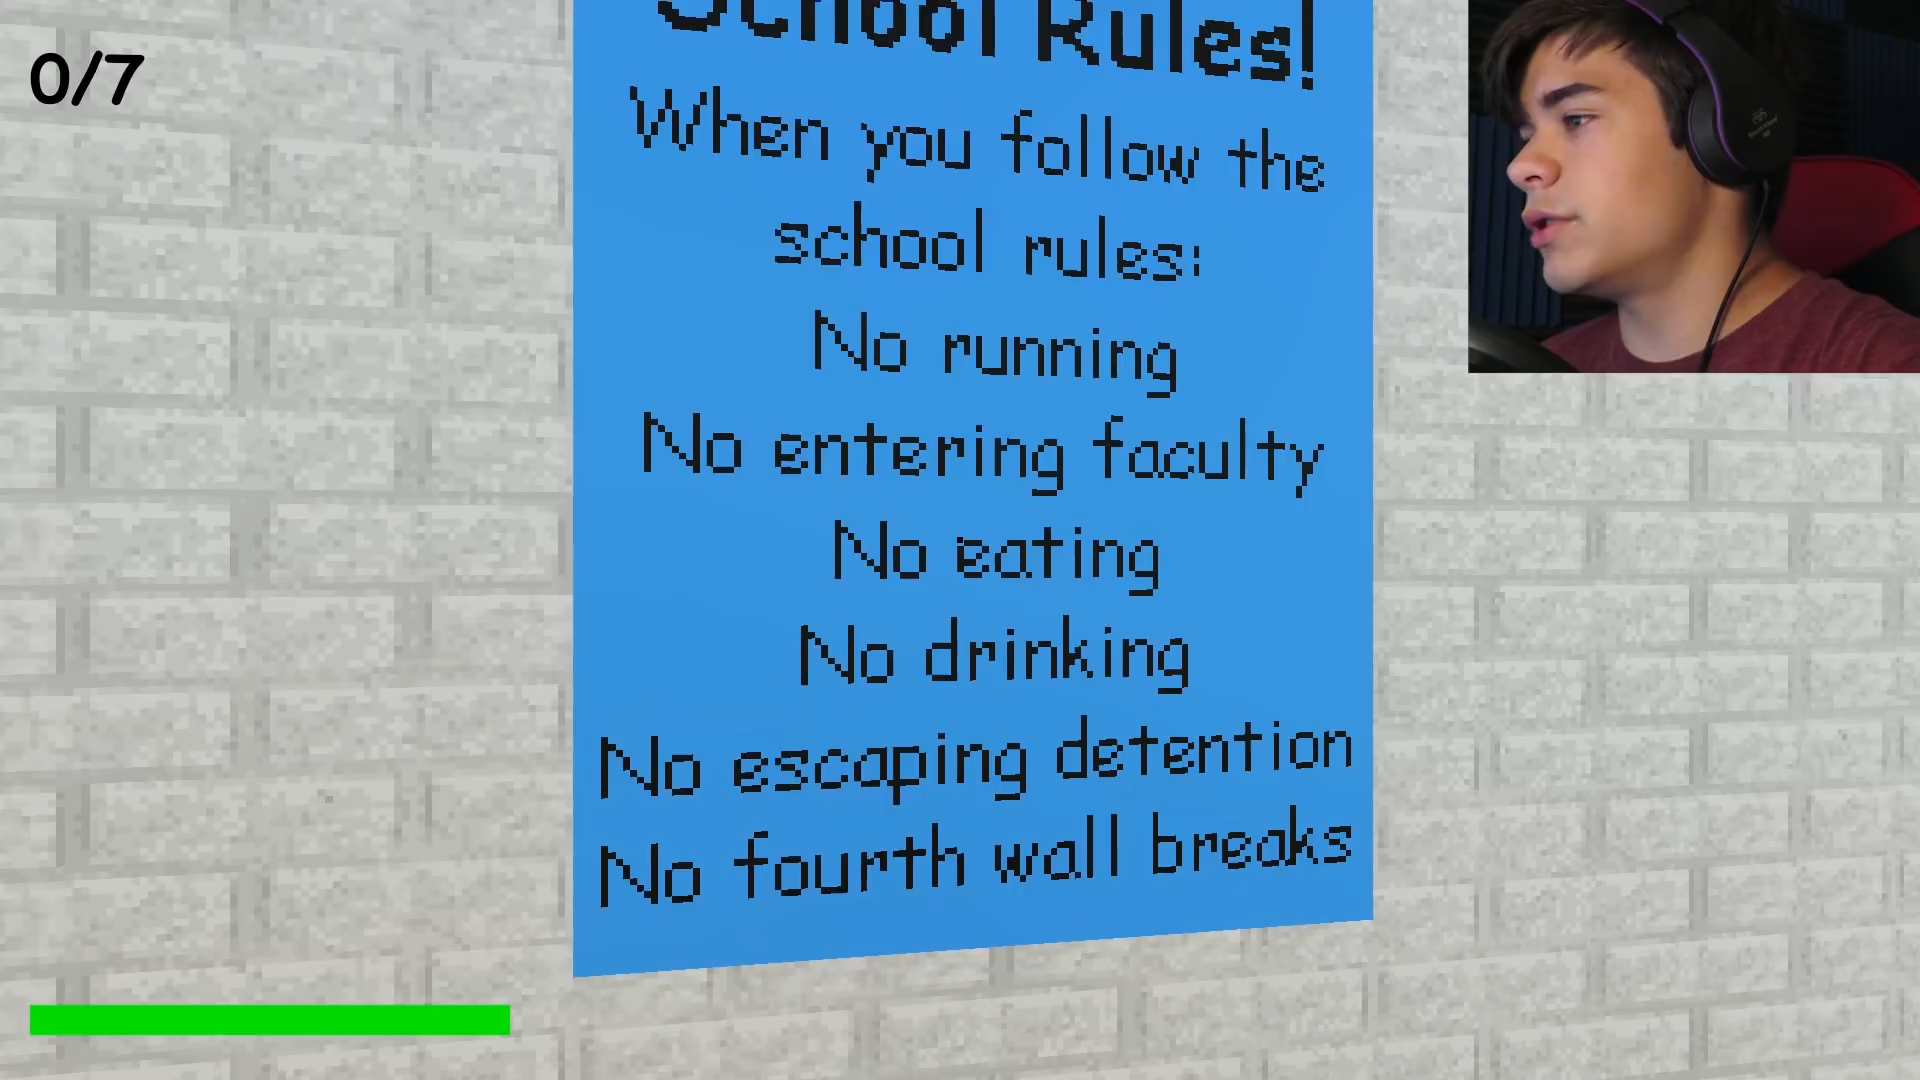 0/7
School Rules!
When you follow the
school rules:
No running
No entering faculty
No eating
No drinking
No escaping detention
No fourth wall breaks